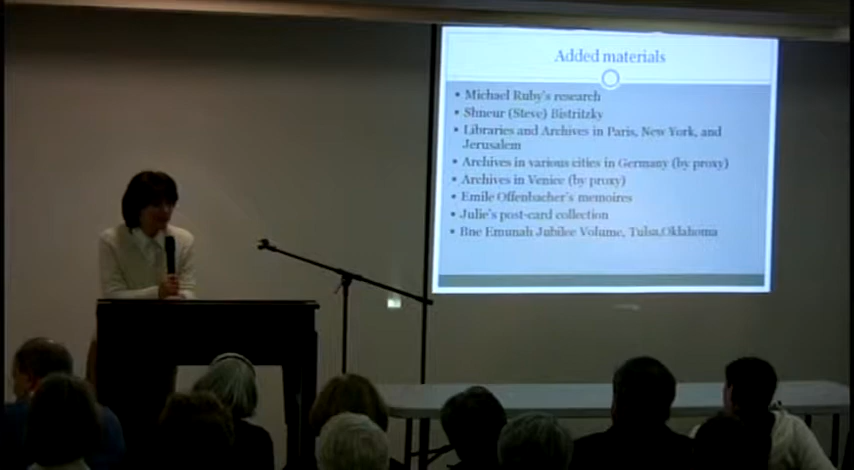 Added materials
• Michael Ruby's research
• Shneur (Steve) Bistritzky
• Libraries and Archives in Paris, New York, and
Jerusalem
• Archives in various cities in Germany (by proxy)
• Archives in Venice (by proxy)
• Emile Offenbacher's memoires
• Julie's post-card collection
• Bne Emunah Jubilee Volume, Tulsa,Oklahoma